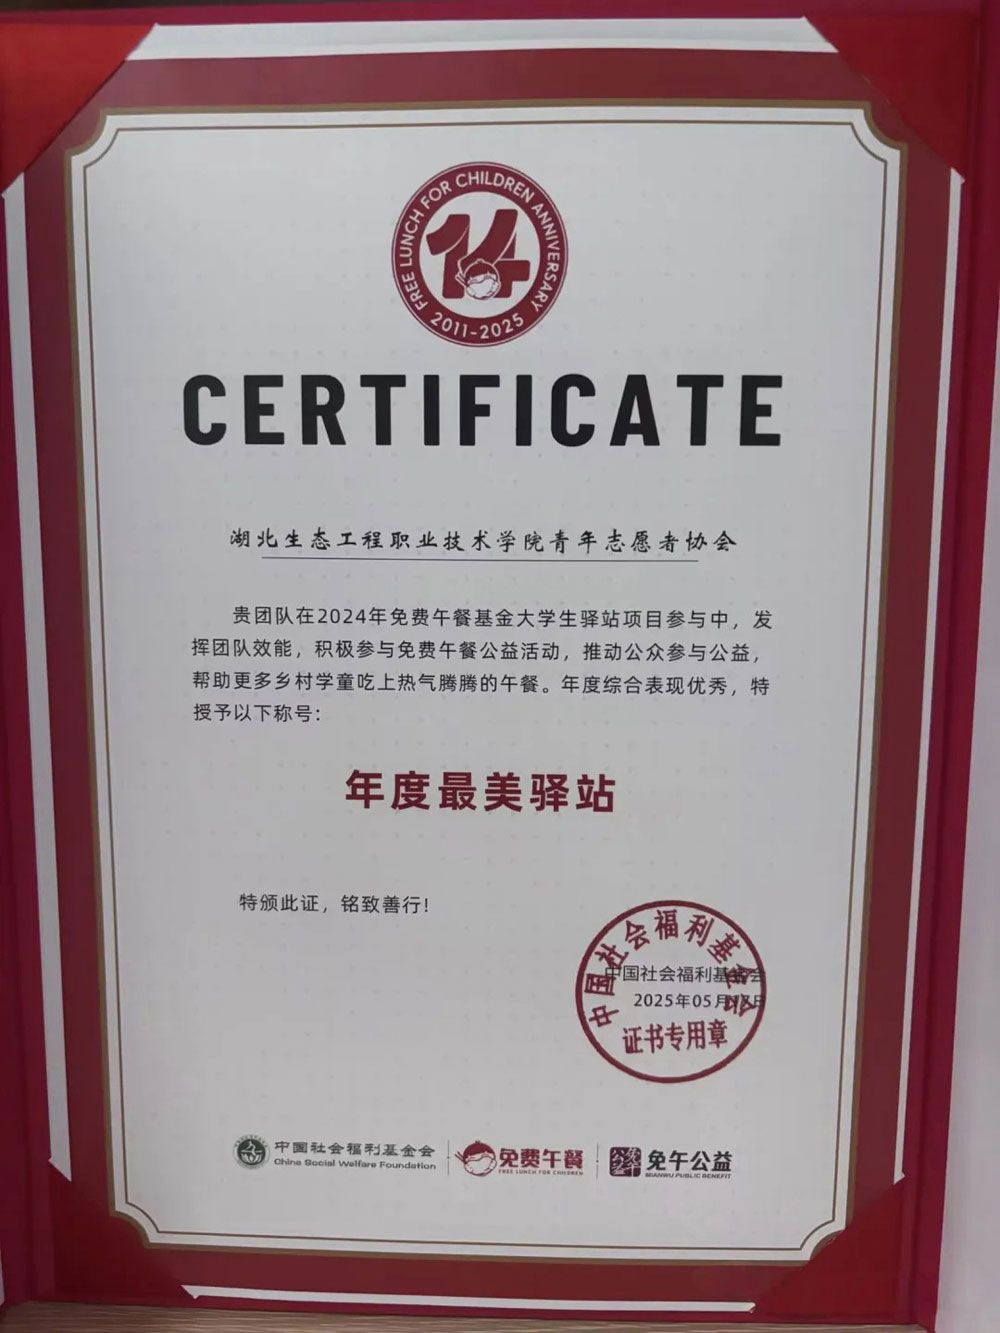 FREE LUNCH FOR CHILDREN ANNIVERSARY
14
2011-2025
CERTIFICATE
湖北生态工程职业技术学院青年志愿者协会
贵团队在2024年免费午餐基金大学生驿站项目参与中，发
挥团队效能，积极参与免费午餐公益活动，推动公众参与公益，
帮助更多乡村学童吃上热气腾腾的午餐。年度综合表现优秀，特
授予以下称号：
年度最美驿站
特颁此证，铭致善行!
中国社会福利基金会
中国社会福利基金会
2025年05月17日
证书专用章
中国社会福利基金会
China Social Welfare Foundation
免费午餐
FREE LUNCH FOR CHILDREN
免午公益
免午公益
MIANWU PUBLIC BENEFIT